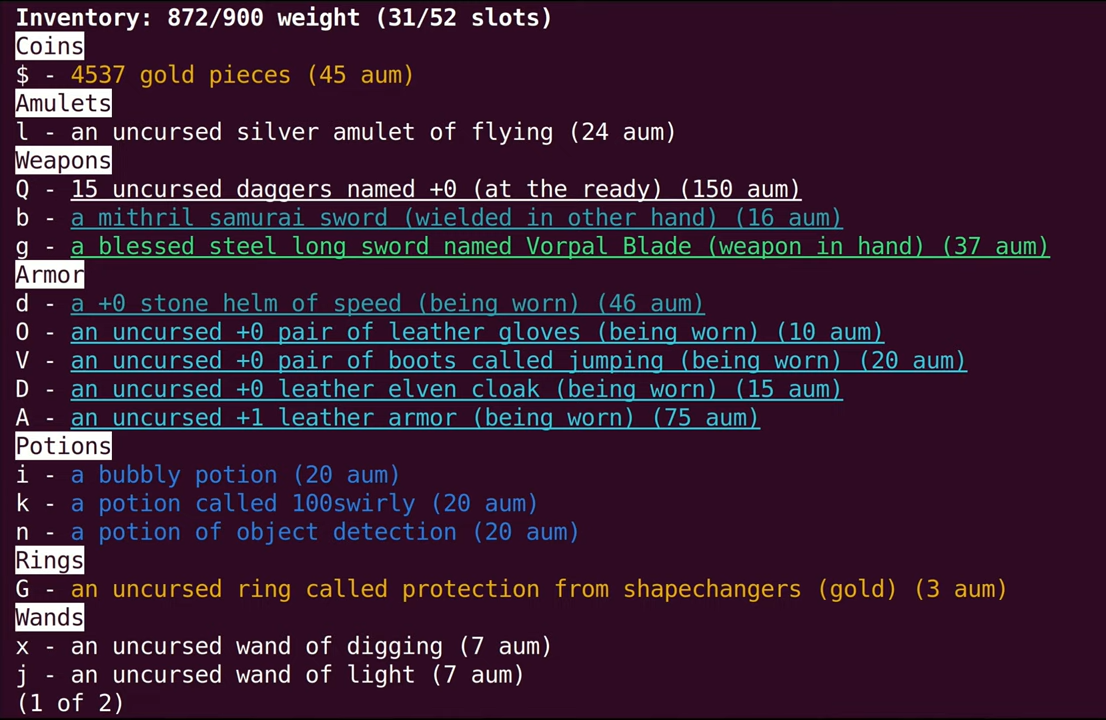 Inventory: 872/900 weight (31/52 slots)
Coins
$ - 4537 gold pieces (45 aum)
Amulets
l - an uncursed silver amulet of flying (24 aum)
Weapons
Q - 15 uncursed daggers named +0 (at the ready) (150 aum)
b - a mithril samurai sword (wielded in other hand) (16 aum)
g - a blessed steel long sword named Vorpal Blade (weapon in hand) (37 aum)
Armor
d - a +0 stone helm of speed (being worn) (46 aum)
O - an uncursed +0 pair of leather gloves (being worn) (10 aum)
V - an uncursed +0 pair of boots called jumping (being worn) (20 aum)
D - an uncursed +0 leather elven cloak (being worn) (15 aum)
A - an uncursed +1 leather armor (being worn) (75 aum)
Potions
i - a bubbly potion (20 aum)
k - a potion called 100swirly (20 aum)
n - a potion of object detection (20 aum)
Rings
G - an uncursed ring called protection from shapechangers (gold) (3 aum)
Wands
x - an uncursed wand of digging (7 aum)
j - an uncursed wand of light (7 aum)
(1 of 2)